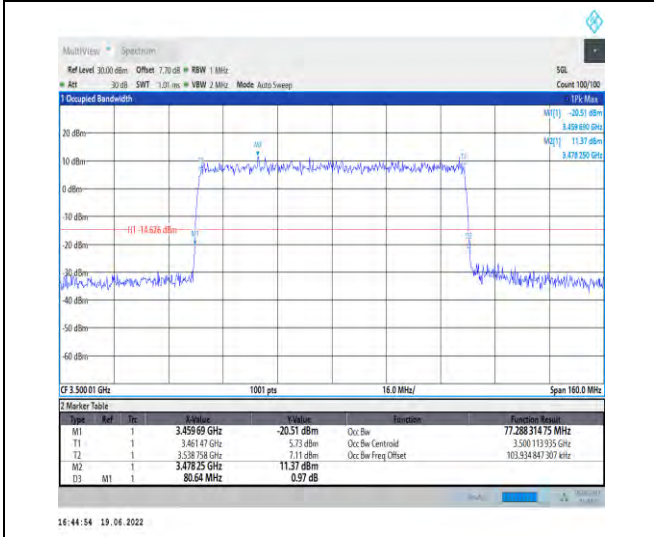 MultiView Spectrum
Ref Level 30.00 dBm Offset 7.70 dB RBW 1 MHz SGL
Att 30 dB SWT 1.01 ms VBW 2 MHz Mode Auto Sweep Count 100/100
1 Occupied Bandwidth 1Pk Max
M1[1] -20.51 dBm
3.459 690 GHz
M2[1] 11.37 dBm
3.478 250 GHz
20 dBm
M2
T1
10 dBm
0 dBm
-10 dBm
H1 -14.626 dBm
M1
-20 dBm
-30 dBm
-40 dBm
-50 dBm
-60 dBm
CF 3.500 01 GHz 1001 pts 16.0 MHz/ Span 160.0 MHz
2 Marker Table
Type Ref Trc X-Value Y-Value Function Function Result
M1 1 3.459 69 GHz -20.51 dBm Occ Bw 77.288 314 75 MHz
T1 1 3.461 47 GHz 5.73 dBm Occ Bw Centroid 3.500 113 935 GHz
T2 1 3.538 758 GHz 7.11 dBm Occ Bw Freq Offset 103.934 847 307 kHz
M2 1 3.478 25 GHz 11.37 dBm
D3 M1 1 80.64 MHz 0.97 dB
16:44:54 19.06.2022